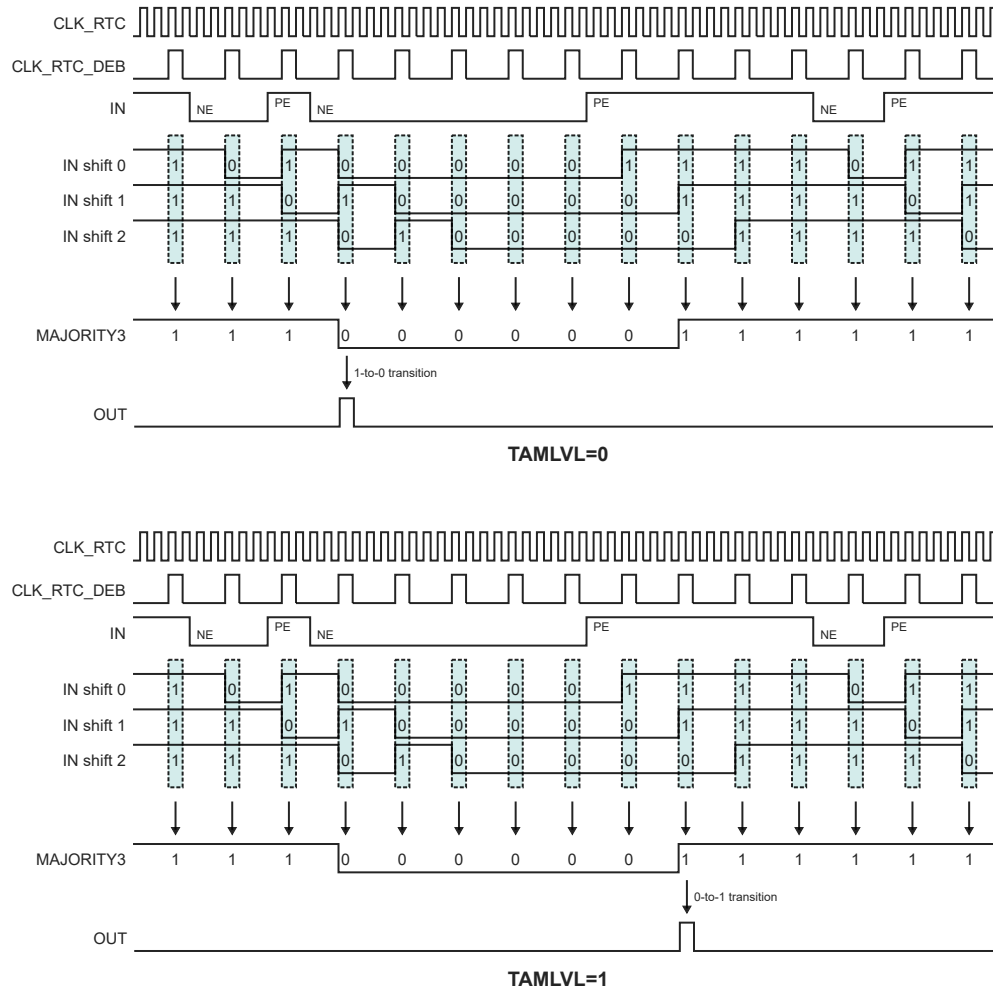 CLK_RTC
CLK_RTC_DEB
IN NE PE NE PE NE PE
IN shift 0 1 0 1 0 0 0 0 0 1 1 1 1 0 1 1
IN shift 1 1 1 0 1 0 0 0 0 0 1 1 1 1 0 1
IN shift 2 1 1 1 0 1 0 0 0 0 0 1 1 1 1 0
MAJORITY3 1 1 1 0 0 0 0 0 0 1 1 1 1 1 1
1-to-0 transition
OUT
TAMLVL=0
CLK_RTC
CLK_RTC_DEB
IN NE PE NE PE NE PE
IN shift 0 1 0 1 0 0 0 0 0 1 1 1 1 0 1 1
IN shift 1 1 1 0 1 0 0 0 0 0 1 1 1 1 0 1
IN shift 2 1 1 1 0 1 0 0 0 0 0 1 1 1 1 0
MAJORITY3 1 1 1 0 0 0 0 0 0 1 1 1 1 1 1
0-to-1 transition
OUT
TAMLVL=1